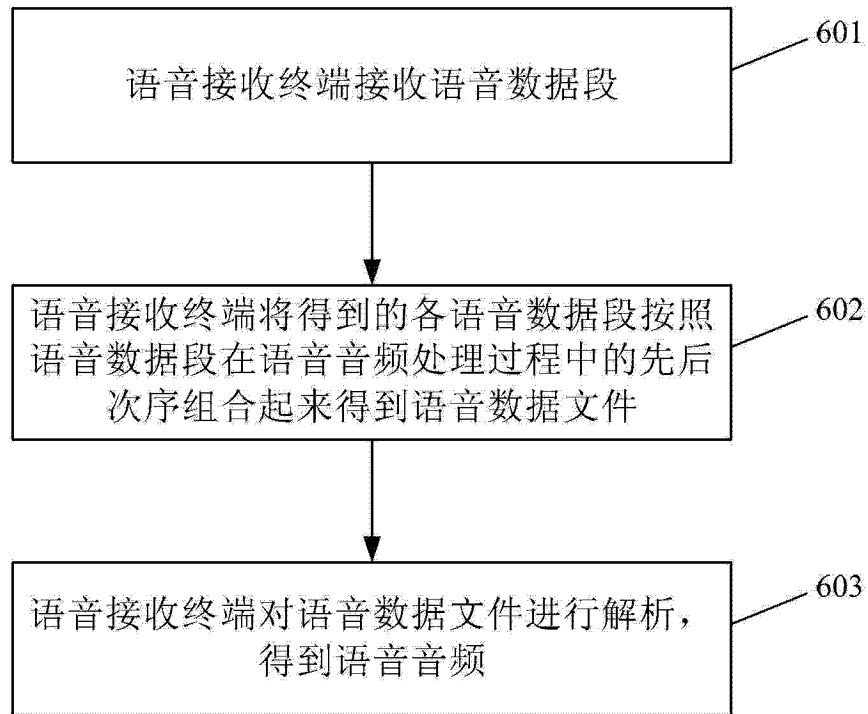 语音接收终端接收语音数据段
601
语音接收终端将得到的各语音数据段按照
语音数据段在语音音频处理过程中的先后
次序组合起来得到语音数据文件
602
语音接收终端对语音数据文件进行解析，
得到语音音频
603